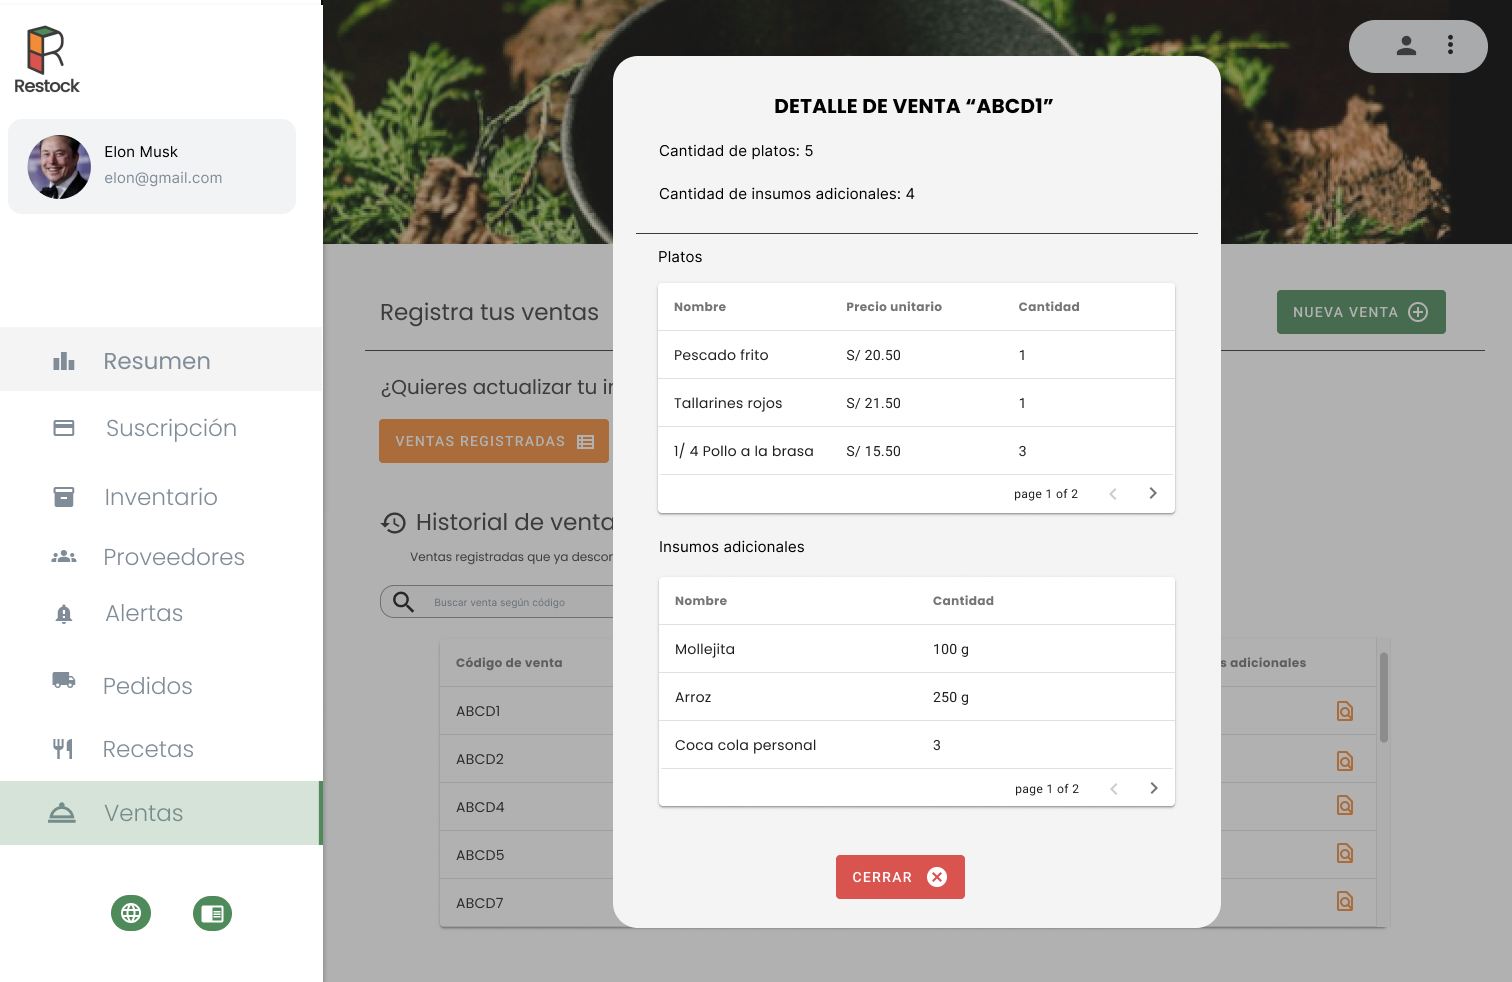 Restock
Elon Musk
elon@gmail.com
Resumen
Suscripción
Inventario
Proveedores
Alertas
Pedidos
Recetas
Ventas
Registra tus ventas
NUEVA VENTA
¿Quieres actualizar tu in
VENTAS REGISTRADAS
Historial de venta
Ventas registradas que ya descon
Buscar venta según código
Código de venta
s adicionales
ABCD1
ABCD2
ABCD4
ABCD5
ABCD7
DETALLE DE VENTA “ABCD1”
Cantidad de platos: 5
Cantidad de insumos adicionales: 4
Platos
Nombre Precio unitario Cantidad
Pescado frito S/ 20.50 1
Tallarines rojos S/ 21.50 1
1/ 4 Pollo a la brasa S/ 15.50 3
page 1 of 2
Insumos adicionales
Nombre Cantidad
Mollejita 100 g
Arroz 250 g
Coca cola personal 3
page 1 of 2
CERRAR